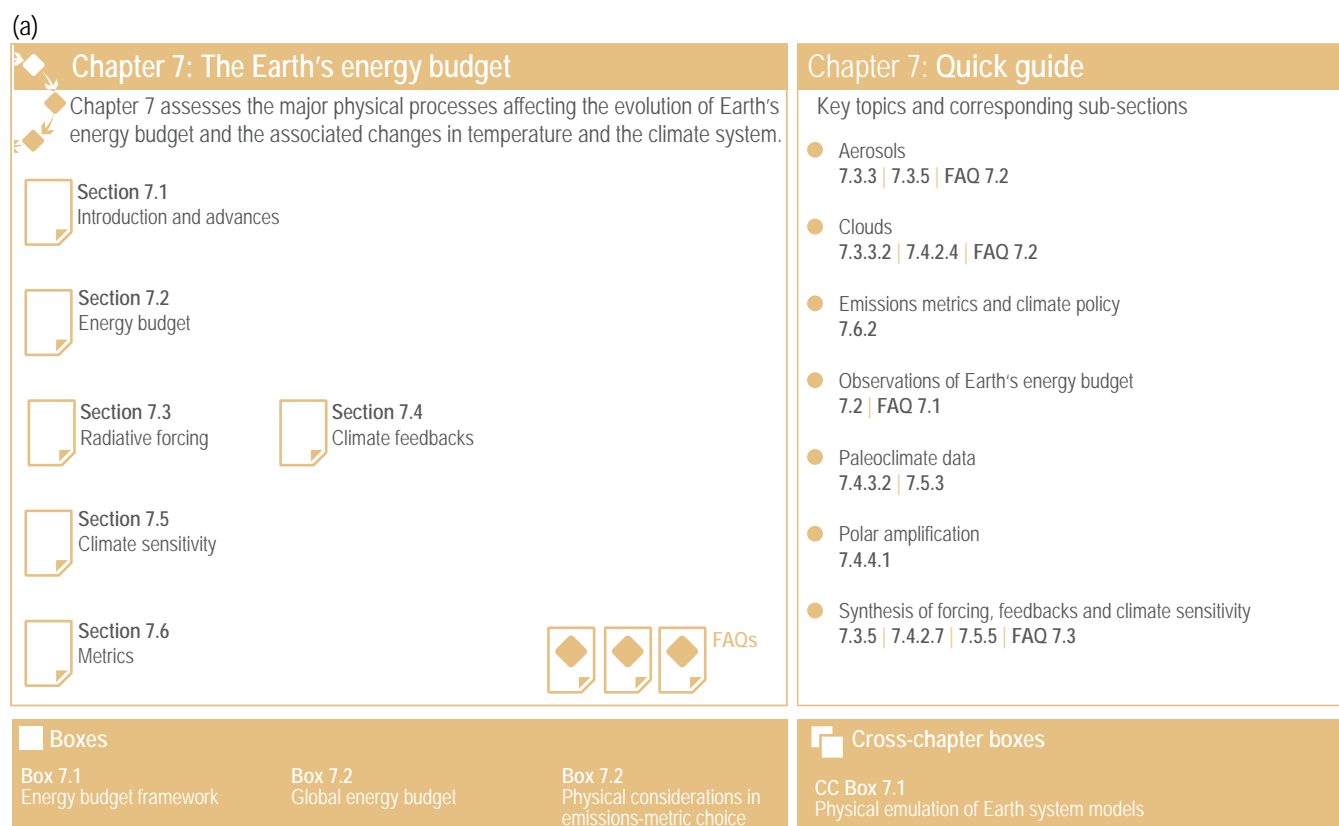 (a)
Chapter 7: The Earth's energy budget
Chapter 7 assesses the major physical processes affecting the evolution of Earth's
energy budget and the associated changes in temperature and the climate system.
Section 7.1
Introduction and advances
Section 7.2
Energy budget
Section 7.3
Radiative forcing
Section 7.4
Climate feedbacks
Section 7.5
Climate sensitivity
Section 7.6
Metrics
FAQs
Chapter 7: Quick guide
Key topics and corresponding sub-sections
Aerosols
7.3.3 | 7.3.5 | FAQ 7.2
Clouds
7.3.3.2 | 7.4.2.4 | FAQ 7.2
Emissions metrics and climate policy
7.6.2
Observations of Earth's energy budget
7.2 | FAQ 7.1
Paleoclimate data
7.4.3.2 | 7.5.3
Polar amplification
7.4.4.1
Synthesis of forcing, feedbacks and climate sensitivity
7.3.5 | 7.4.2.7 | 7.5.5 | FAQ 7.3
Boxes
Box 7.1
Energy budget framework
Box 7.2
Global energy budget
Box 7.2
Physical considerations in
emissions-metric choice
Cross-chapter boxes
CC Box 7.1
Physical emulation of Earth system models